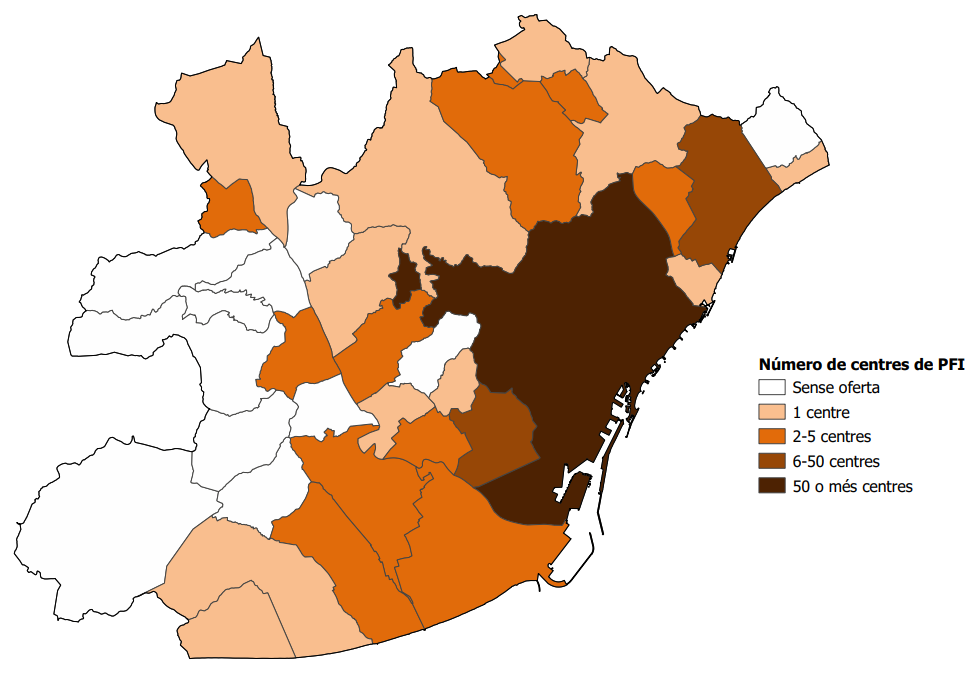 Número de centres de PFI
Sense oferta
1 centre
2-5 centres
6-50 centres
50 o més centres